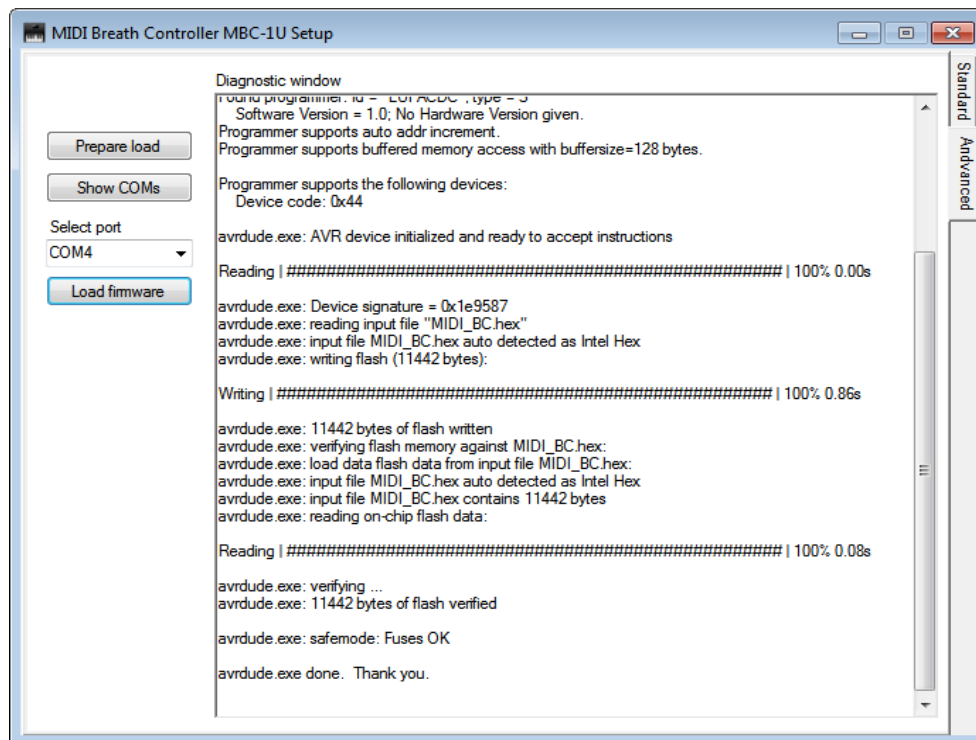 MIDI Breath Controller MBC-1U Setup
Standard
Andvanced
Prepare load
Show COMs
Select port
COM4
Load firmware
Diagnostic window
Found programmer: Id = "LUFACDC"; type = S
Software Version = 1.0; No Hardware Version given.
Programmer supports auto addr increment.
Programmer supports buffered memory access with buffersize=128 bytes.
Programmer supports the following devices:
Device code: 0x44
avrdude.exe: AVR device initialized and ready to accept instructions
Reading | ################################################## | 100% 0.00s
avrdude.exe: Device signature = 0x1e9587
avrdude.exe: reading input file "MIDI_BC.hex"
avrdude.exe: input file MIDI_BC.hex auto detected as Intel Hex
avrdude.exe: writing flash (11442 bytes):
Writing | ################################################## | 100% 0.86s
avrdude.exe: 11442 bytes of flash written
avrdude.exe: verifying flash memory against MIDI_BC.hex:
avrdude.exe: load data flash data from input file MIDI_BC.hex:
avrdude.exe: input file MIDI_BC.hex auto detected as Intel Hex
avrdude.exe: input file MIDI_BC.hex contains 11442 bytes
avrdude.exe: reading on-chip flash data:
Reading | ################################################## | 100% 0.08s
avrdude.exe: verifying ...
avrdude.exe: 11442 bytes of flash verified
avrdude.exe: safemode: Fuses OK
avrdude.exe done.  Thank you.